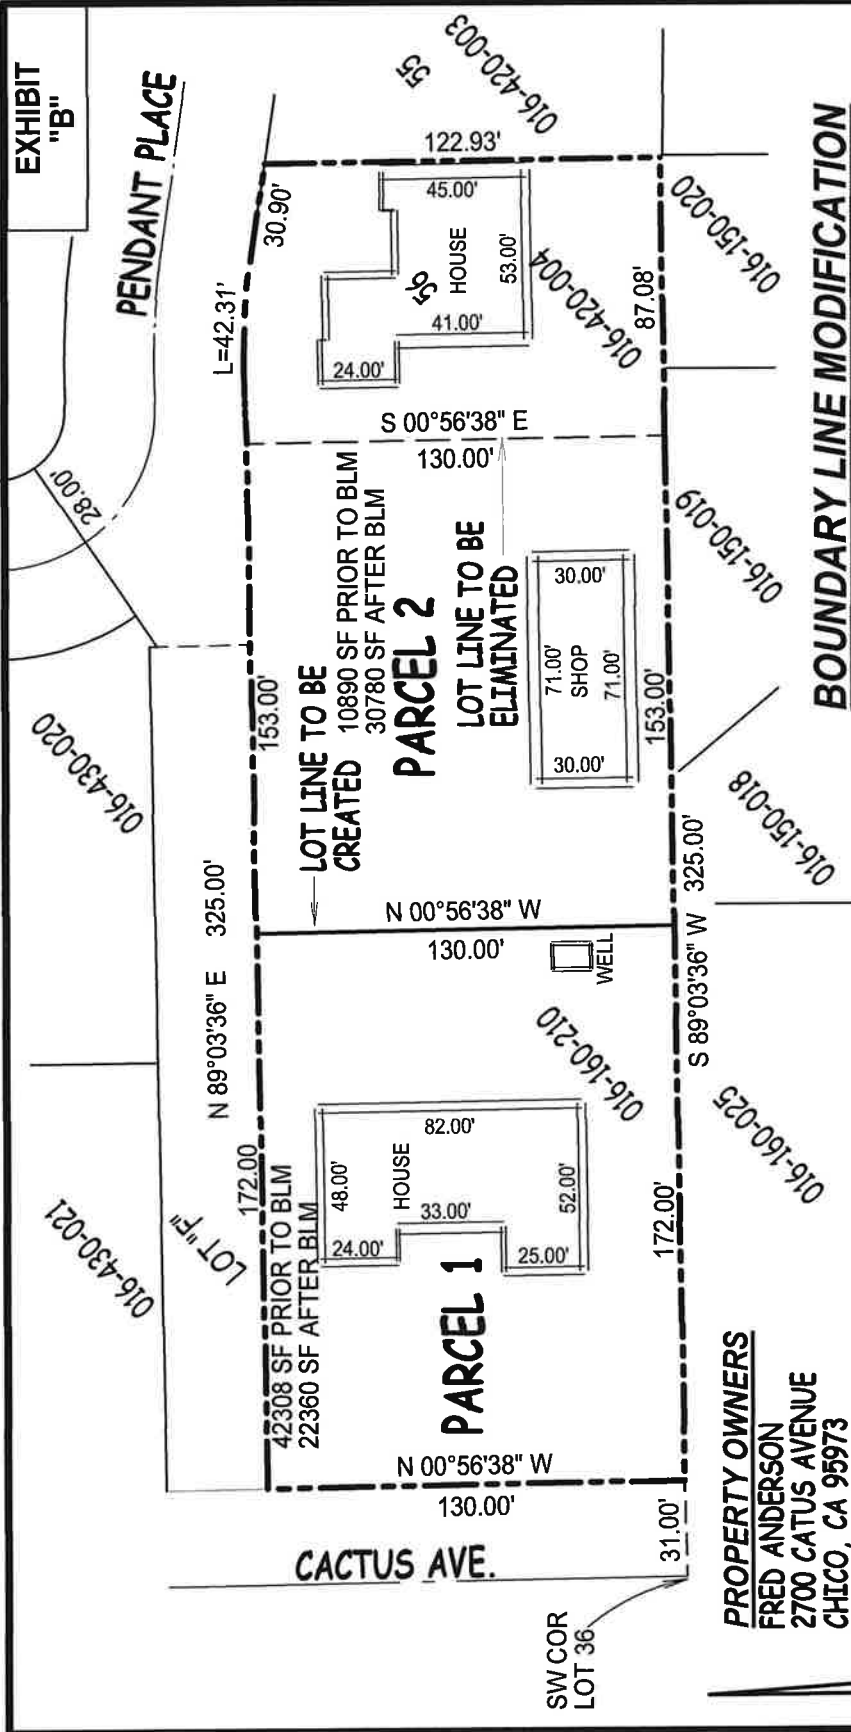 EXHIBIT
"B"
PENDANT PLACE
016-430-021
016-430-020
28.00'
55
016-420-003
LOT "F"
N 89°03'36" E 325.00'
L=42.31'
30.90'
172.00
153.00'
122.93'
42308 SF PRIOR TO BLM
22360 SF AFTER BLM
PARCEL 1
N 00°56'38" W
130.00'
24.00'
48.00'
HOUSE
33.00'
82.00'
25.00'
52.00'
016-160-210
WELL
LOT LINE TO BE
CREATED
N 00°56'38" W
130.00'
10890 SF PRIOR TO BLM
30780 SF AFTER BLM
PARCEL 2
LOT LINE TO BE
ELIMINATED
30.00'
71.00'
SHOP
71.00'
30.00'
S 00°56'38" E
130.00'
24.00'
56
HOUSE
41.00'
45.00'
53.00'
016-420-004
CACTUS AVE.
31.00'
172.00'
153.00'
87.08'
S 89°03'36" W 325.00'
SW COR
LOT 36
016-160-025
016-150-018
016-150-019
016-150-020
PROPERTY OWNERS
FRED ANDERSON
2700 CATUS AVENUE
CHICO, CA 95973
BOUNDARY LINE MODIFICATION